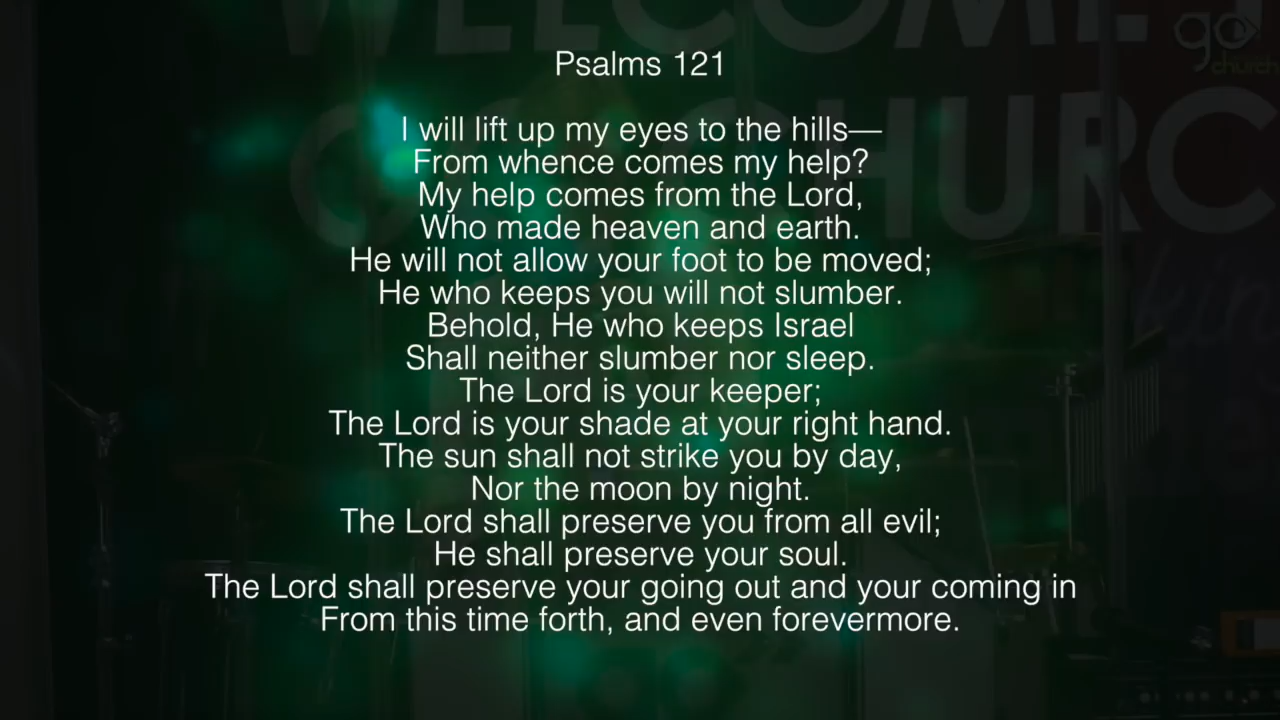 WELCOME
go
church
Psalms 121
CHURC
I will lift up my eyes to the hills—
From whence comes my help?
My help comes from the Lord,
Who made heaven and earth.
He will not allow your foot to be moved;
He who keeps you will not slumber.
Behold, He who keeps Israel
Shall neither slumber nor sleep.
The Lord is your keeper;
The Lord is your shade at your right hand.
The sun shall not strike you by day,
Nor the moon by night.
The Lord shall preserve you from all evil;
He shall preserve your soul.
The Lord shall preserve your going out and your coming in
From this time forth, and even forevermore.